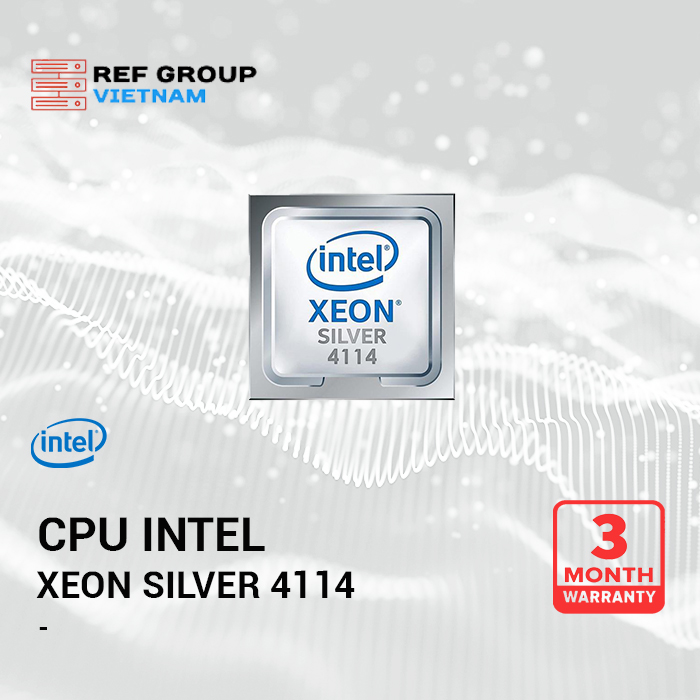 REF GROUP
VIETNAM
intel®
XEON®
SILVER
4114
intel
CPU INTEL
XEON SILVER 4114
-
3
MONTH
WARRANTY